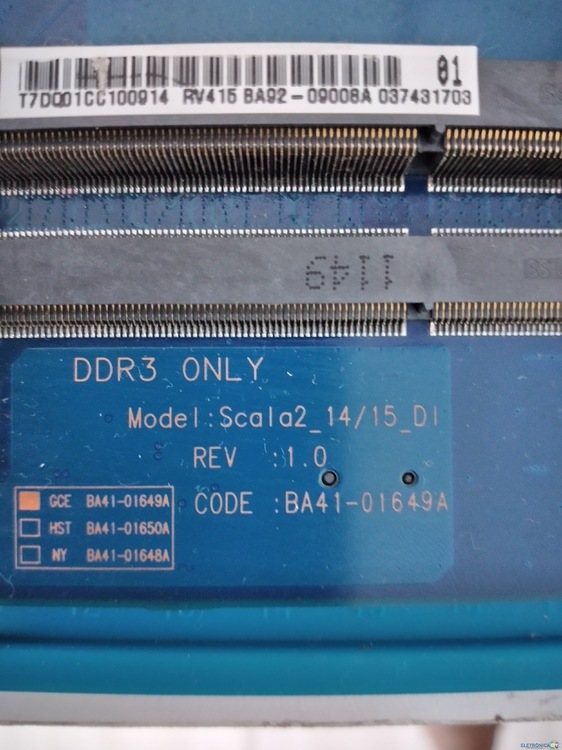 01
T7DQ01CC100914 RV415 BA92-09008A 037431703
1149
DDR3 ONLY
Model:Scala2_14/15_DI
REV :1.0
CODE :BA41-01649A
GCE BA41-01649A
HST BA41-01650A
NY BA41-01648A